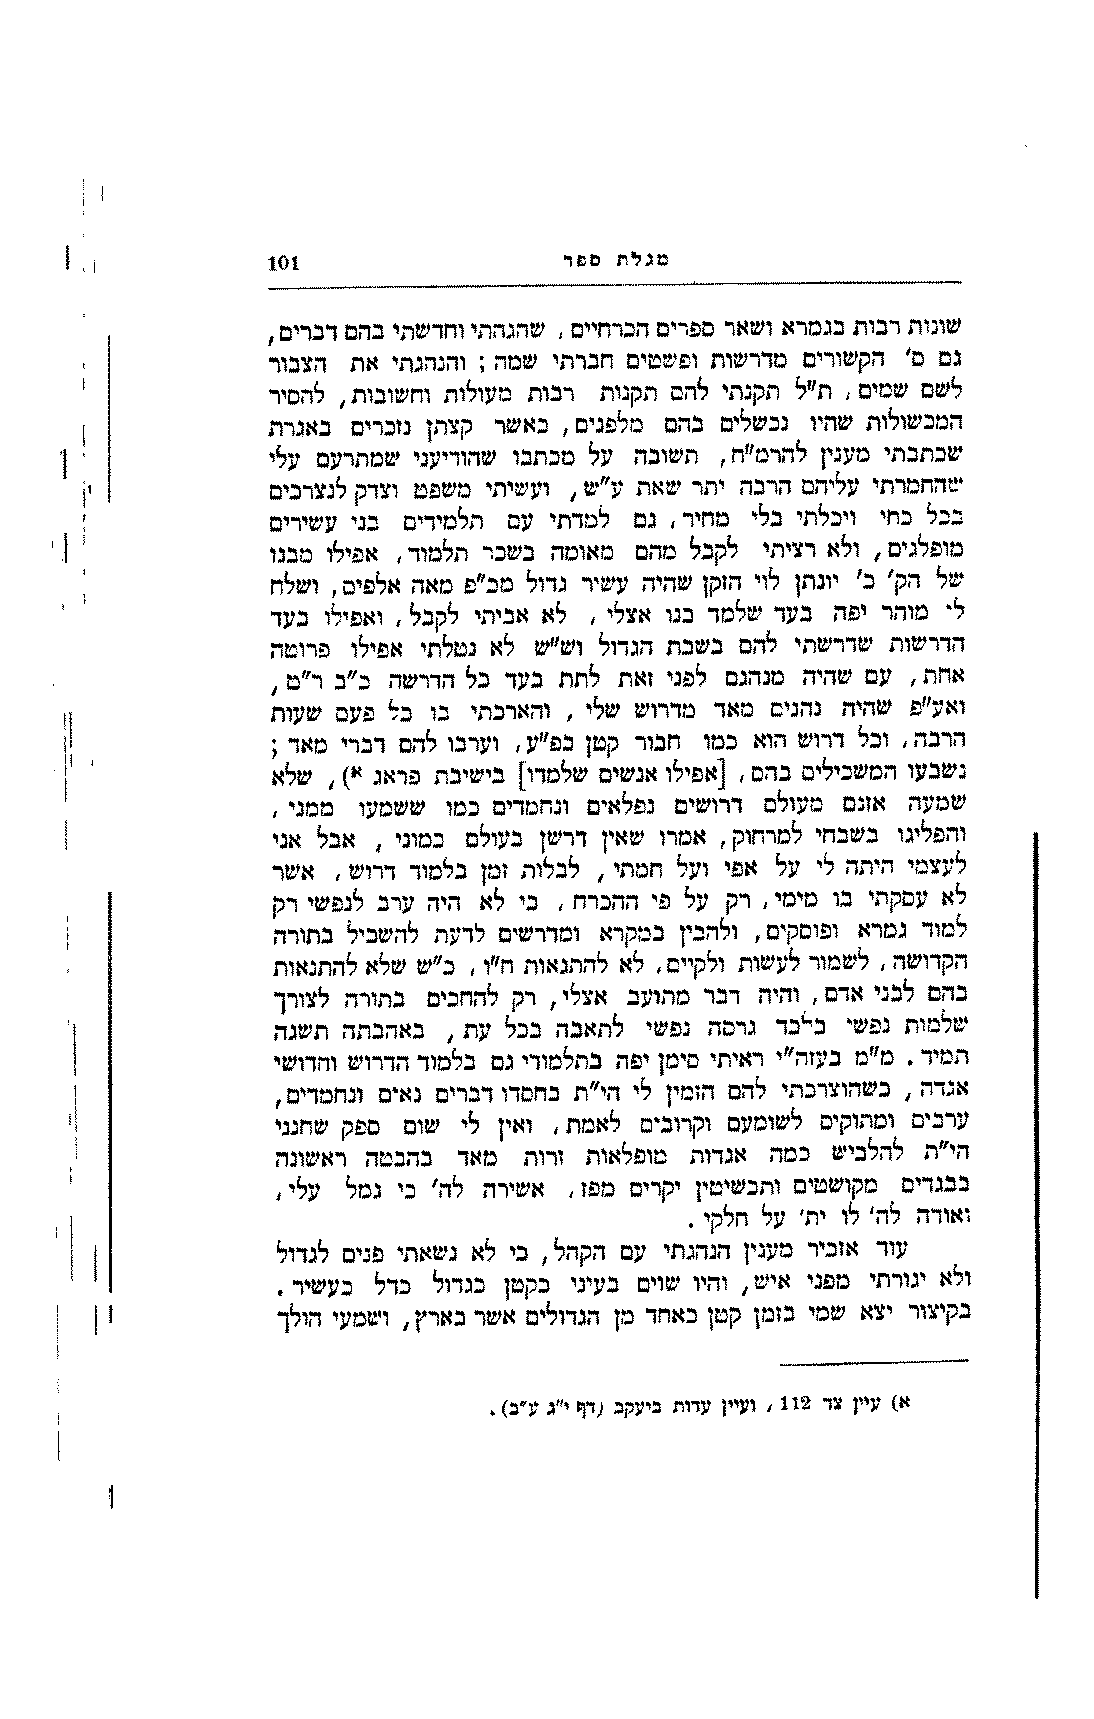 מגלת ספר 101
שונות רבות בגמרא ושאר ספרים הכרחיים, שהגהתי וחדשתי בהם דברים,
גם ס' הקשורים מדרשות ופשטים חברתי שמה; והנהגתי את הצבור
לשם שמים, ת"ל תקנתי להם תקנות רבות מעולות וחשובות, להסיר
המכשולות שהיו נכשלים בהם מלפנים, כאשר קצתן נזכרים באגרת
שכתבתי מענין להרמ"ח, תשובה על מכתבו שהודיעני שמתרעם עלי
שהחמרתי עליהם הרבה יתר שאת ע"ש, ועשיתי משפט וצדק לנצרכים
בכל כחי ויכלתי בלי מחיר, גם למדתי עם תלמידים בני עשירים
מופלגים, ולא רציתי לקבל מהם מאומה בשכר תלמוד, אפילו מבנו
של הק' כ' יונתן לוי הזקן שהיה עשיר גדול מכ"פ מאה אלפים, ושלח
לי מוהר יפה בעד שלמד בנו אצלי, לא אביתי לקבל, ואפילו בעד
הדרשות שדרשתי להם בשבת הגדול וש"ש לא נטלתי אפילו פרוטה
אחת, עם שהיה מנהגם לפני זאת לתת בעד כל הדרשה כ"ב ר"ט,
ואע"פ שהיה נהנים מאד מדרוש שלי, והארכתי בו כל פעם שעות
הרבה, וכל דרוש הוא כמו חבור קטן בפ"ע, וערבו להם דברי מאד;
נשבעו המשכילים בהם, [אפילו אנשים שלמדו] בישיבת פראג א), שלא
שמעה אזנם מעולם דרושים נפלאים ונחמדים כמו ששמעו ממני,
והפליגו בשבחי למרחוק, אמרו שאין דרשן בעולם כמוני, אבל אני
לעצמי היתה לי על אפי ועל חמתי, לבלות זמן בלמוד דרוש, אשר
לא עסקתי בו מימי, רק על פי ההכרח, כי לא היה ערב לנפשי רק
למוד גמרא ופוסקים, ולהבין במקרא ומדרשים לדעת להשכיל בתורה
הקדושה, לשמור לעשות ולקיים, לא להתגאות ח"ו, כ"ש שלא להתנאות
בהם לבני אדם, והיה דבר מתועב אצלי, רק להחכים בתורה לצורך
שלמות נפשי בלבד גרסה נפשי לתאבה בכל עת, באהבתה תשגה
תמיד. מ"מ בעזה"י ראיתי סימן יפה בתלמודי גם בלמוד הדרוש וחדושי
אגדה, כשהוצרכתי להם הזמין לי הי"ת בחסדו דברים נאים ונחמדים,
ערבים ומתוקים לשומעם וקרובים לאמת, ואין לי שום ספק שחנני
הי"ת להלביש כמה אגדות מופלאות זרות מאד בהבטה ראשונה
בבגדים מקושטים ותכשיטין יקרים מפז, אשירה לה' כי גמל עלי,
ואודה לה' לו ית' על חלקי.
עוד אזכיר מענין הנהגתי עם הקהל, כי לא נשאתי פנים לגדול
ולא יגורתי מפני איש, והיו שוים בעיני כקטן כגדול כדל כעשיר.
בקיצור יצא שמי בזמן קטן כאחד מן הגדולים אשר בארץ, ושמעי הולך
א) עיין צד 112, ועיין עדות ביעקב (דף י"ג ע"ב).